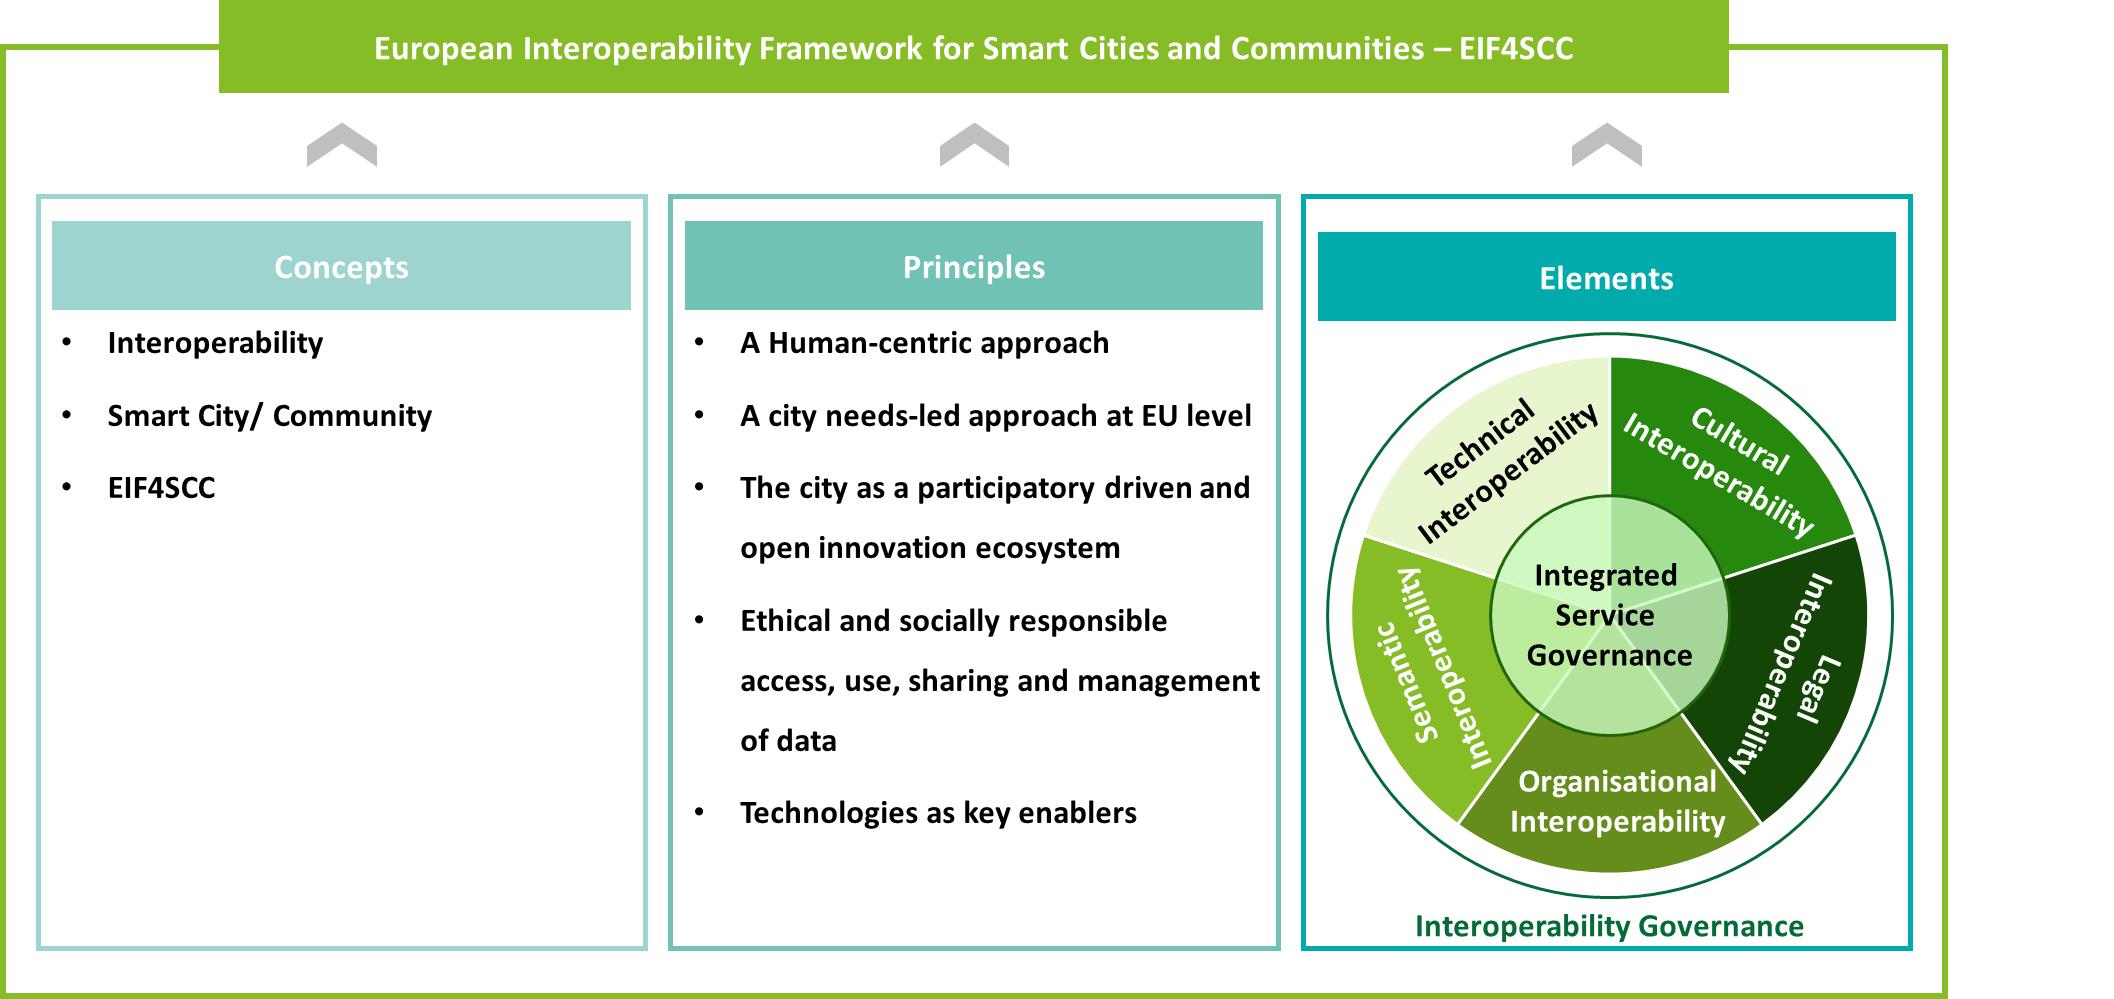 European Interoperability Framework for Smart Cities and Communities – EIF4SCC
Concepts
• Interoperability
• Smart City/ Community
• EIF4SCC
Principles
• A Human-centric approach
• A city needs-led approach at EU level
• The city as a participatory driven and
open innovation ecosystem
• Ethical and socially responsible
access, use, sharing and management
of data
• Technologies as key enablers
Elements
Technical
Interoperability
Cultural
Interoperability
Legal
Interoperability
Organisational
Interoperability
Semantic
Interoperability
Integrated
Service
Governance
Interoperability Governance